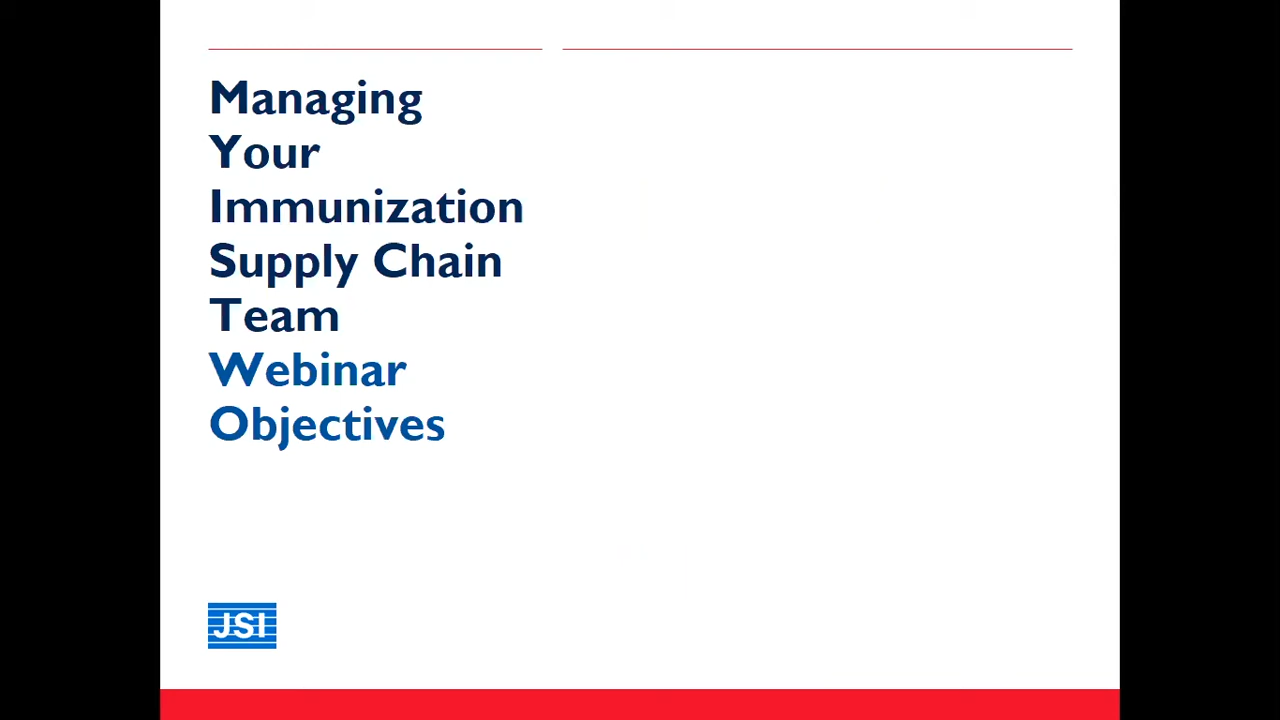 Managing
Your
Immunization
Supply Chain
Team
Webinar
Objectives
JSI